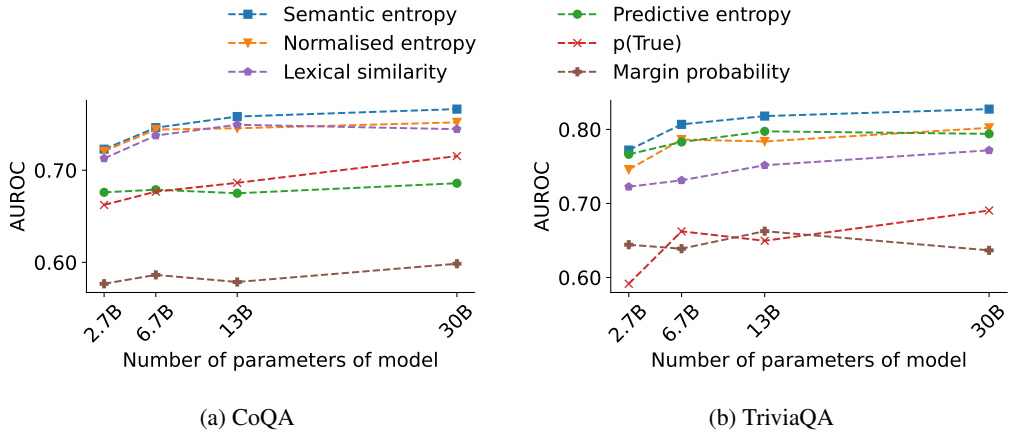 Semantic entropy
Normalised entropy
Lexical similarity
Predictive entropy
p(True)
Margin probability
AUROC
0.70
0.60
2.7B
6.7B
13B
30B
Number of parameters of model
(a) CoQA
AUROC
0.80
0.70
0.60
2.7B
6.7B
13B
30B
Number of parameters of model
(b) TriviaQA